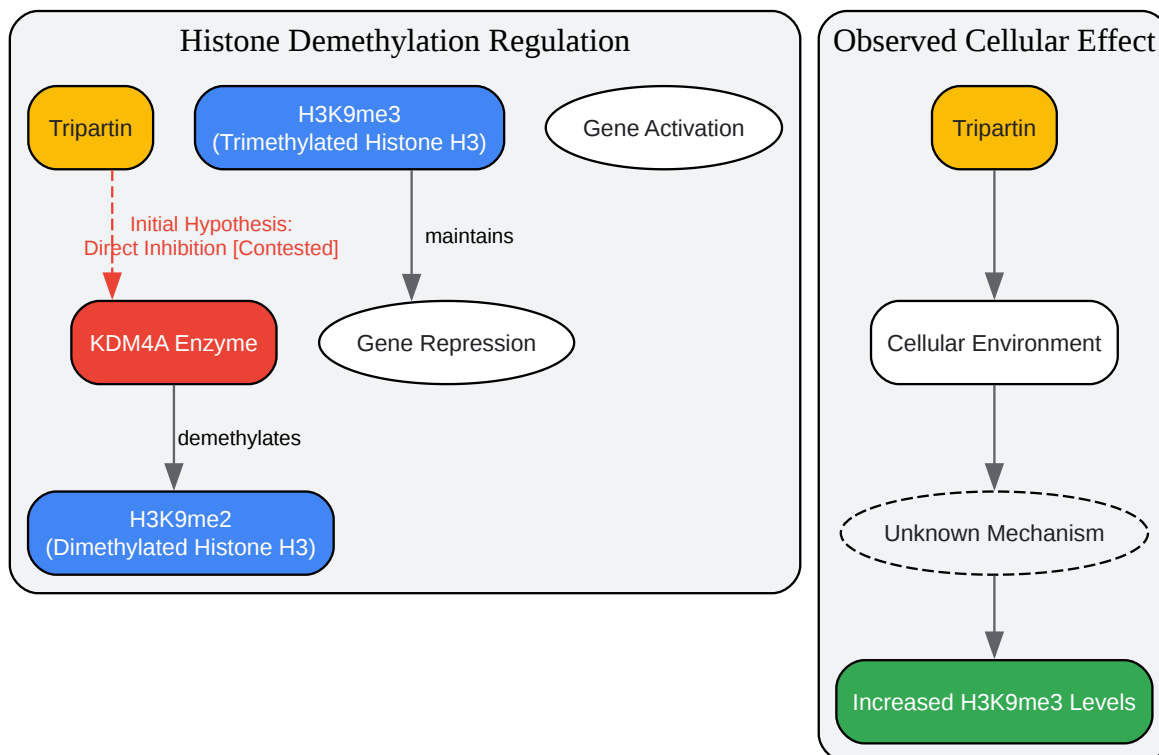 Histone Demethylation Regulation
Tripartin
H3K9me3
(Trimethylated Histone H3)
Gene Activation
Initial Hypothesis:
Direct Inhibition [Contested]
maintains
KDM4A Enzyme
Gene Repression
demethylates
H3K9me2
(Dimethylated Histone H3)
Observed Cellular Effect
Tripartin
Cellular Environment
Unknown Mechanism
Increased H3K9me3 Levels